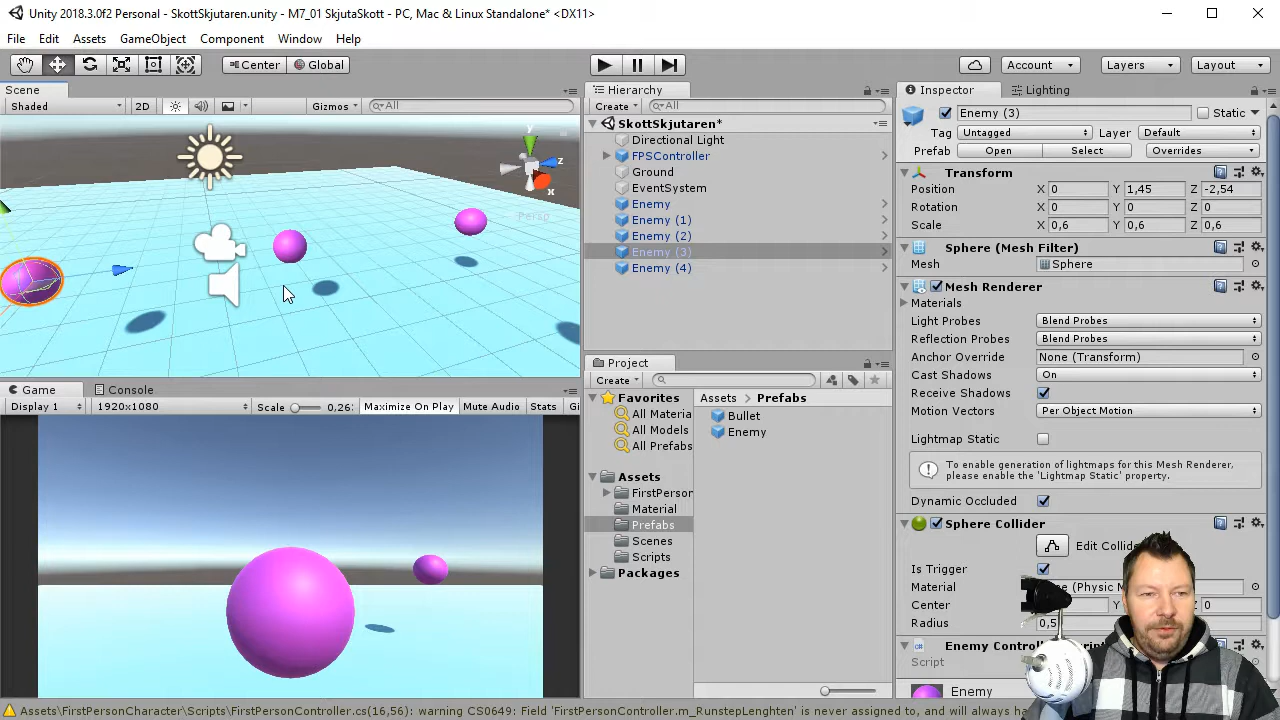 Unity 2018.3.0f2 Personal - SkottSkjutaren.unity - M7_01 SkjutaSkott - PC, Mac & Linux Standalone* <DX11>
File Edit Assets GameObject Component Window Help
Center Global Account Layers Layout
Scene
Shaded 2D Gizmos All
y
z
x
Persp
Hierarchy
Create All
SkottSkjutaren*
Directional Light
FPSController
Ground
EventSystem
Enemy
Enemy (1)
Enemy (2)
Enemy (3)
Enemy (4)
Inspector Lighting
Enemy (3) Static
Tag Untagged Layer Default
Prefab Open Select Overrides
Transform
Position X 0 Y 1,45 Z -2,54
Rotation X 0 Y 0 Z 0
Scale X 0,6 Y 0,6 Z 0,6
Sphere (Mesh Filter)
Mesh Sphere
Mesh Renderer
Materials
Light Probes Blend Probes
Reflection Probes Blend Probes
Anchor Override None (Transform)
Cast Shadows On
Receive Shadows
Motion Vectors Per Object Motion
Lightmap Static
To enable generation of lightmaps for this Mesh Renderer,
please enable the 'Lightmap Static' property.
Dynamic Occluded
Sphere Collider
Edit Collide
Is Trigger
Material (Physic M
Center 0 Z 0
Radius 0,5
Enemy Contro
Script
Enemy
Game Console
Display 1 1920x1080 Scale 0,26 Maximize On Play Mute Audio Stats Gi
Project
Create
Favorites
All Materia
All Models
All Prefabs
Assets
FirstPerson
Material
Prefabs
Scenes
Scripts
Packages
Assets > Prefabs
Bullet
Enemy
Assets\FirstPersonCharacter\Scripts\FirstPersonController.cs(16,56): warning CS0649: Field 'FirstPersonController.m_RunstepLenghten' is never assigned to, and will always ha